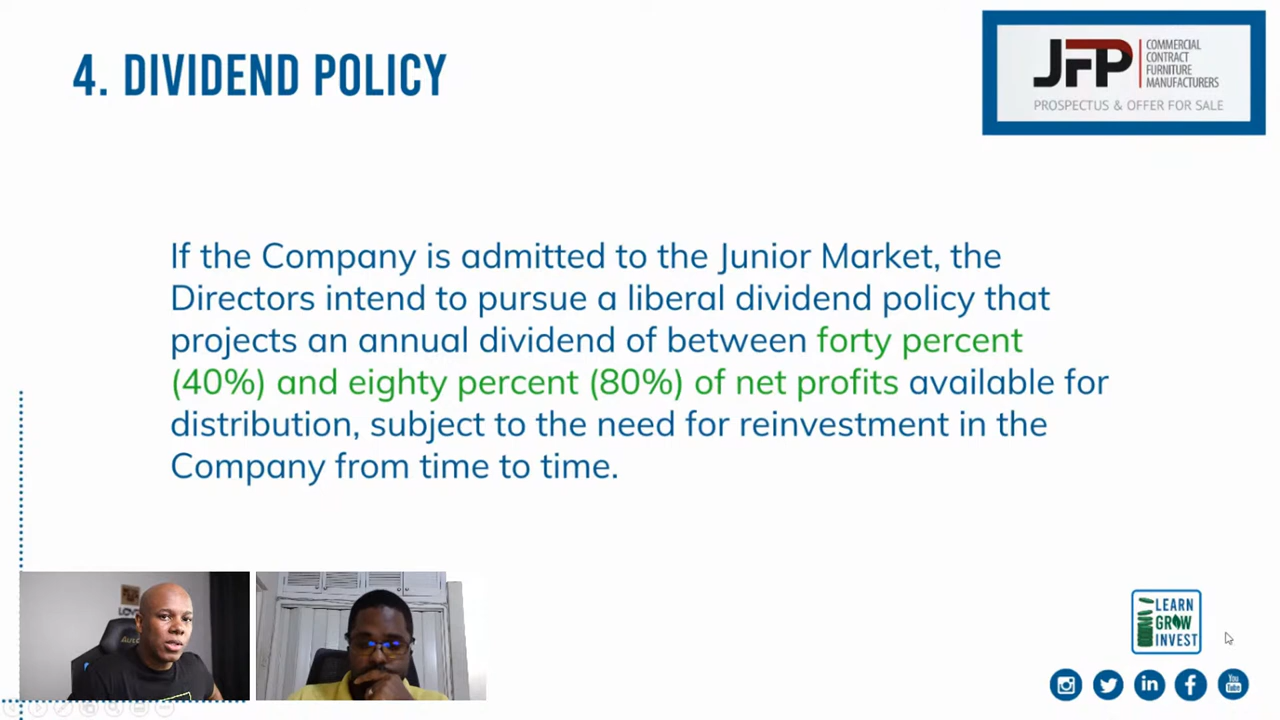 4. DIVIDEND POLICY
JFP
COMMERCIAL
CONTRACT
FURNITURE
MANUFACTURERS
PROSPECTUS & OFFER FOR SALE
If the Company is admitted to the Junior Market, the
Directors intend to pursue a liberal dividend policy that
projects an annual dividend of between forty percent
(40%) and eighty percent (80%) of net profits available for
distribution, subject to the need for reinvestment in the
Company from time to time.
LEARN
GROW
INVEST
You
Tube